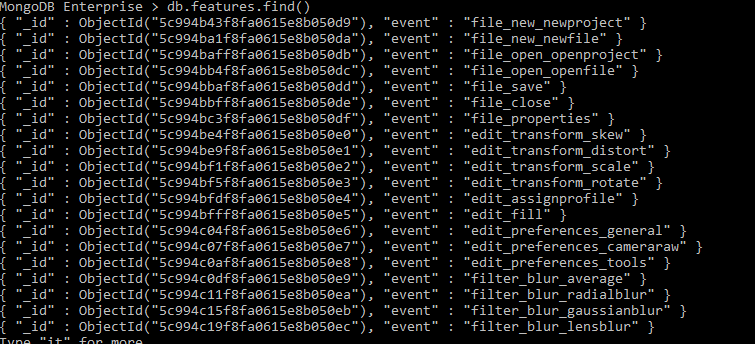 MongoDB Enterprise > db.features.find()
{ "_id" : ObjectId("5c994b43f8fa0615e8b050d9"), "event" : "file_new_newproject" }
{ "_id" : ObjectId("5c994ba1f8fa0615e8b050da"), "event" : "file_new_newfile" }
{ "_id" : ObjectId("5c994baff8fa0615e8b050db"), "event" : "file_open_openproject" }
{ "_id" : ObjectId("5c994bb4f8fa0615e8b050dc"), "event" : "file_open_openfile" }
{ "_id" : ObjectId("5c994bbaf8fa0615e8b050dd"), "event" : "file_save" }
{ "_id" : ObjectId("5c994bbff8fa0615e8b050de"), "event" : "file_close" }
{ "_id" : ObjectId("5c994bc3f8fa0615e8b050df"), "event" : "file_properties" }
{ "_id" : ObjectId("5c994be4f8fa0615e8b050e0"), "event" : "edit_transform_skew" }
{ "_id" : ObjectId("5c994be9f8fa0615e8b050e1"), "event" : "edit_transform_distort" }
{ "_id" : ObjectId("5c994bf1f8fa0615e8b050e2"), "event" : "edit_transform_scale" }
{ "_id" : ObjectId("5c994bf5f8fa0615e8b050e3"), "event" : "edit_transform_rotate" }
{ "_id" : ObjectId("5c994bfdf8fa0615e8b050e4"), "event" : "edit_assignprofile" }
{ "_id" : ObjectId("5c994bfff8fa0615e8b050e5"), "event" : "edit_fill" }
{ "_id" : ObjectId("5c994c04f8fa0615e8b050e6"), "event" : "edit_preferences_general" }
{ "_id" : ObjectId("5c994c07f8fa0615e8b050e7"), "event" : "edit_preferences_cameraraw" }
{ "_id" : ObjectId("5c994c0af8fa0615e8b050e8"), "event" : "edit_preferences_tools" }
{ "_id" : ObjectId("5c994c0df8fa0615e8b050e9"), "event" : "filter_blur_average" }
{ "_id" : ObjectId("5c994c11f8fa0615e8b050ea"), "event" : "filter_blur_radialblur" }
{ "_id" : ObjectId("5c994c15f8fa0615e8b050eb"), "event" : "filter_blur_gaussianblur" }
{ "_id" : ObjectId("5c994c19f8fa0615e8b050ec"), "event" : "filter_blur_lensblur" }
Type "it" for more